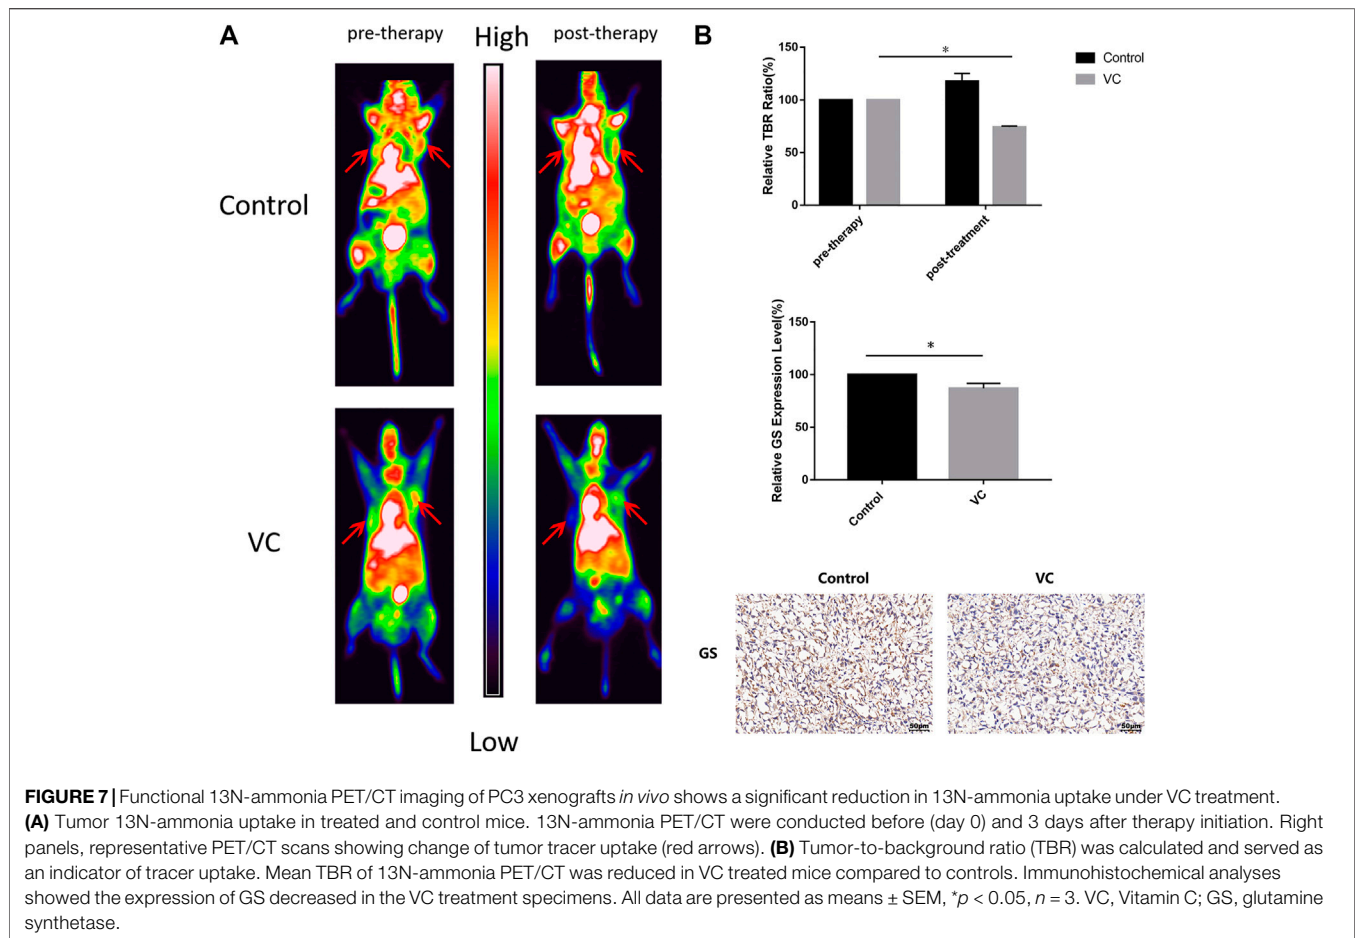 A
pre-therapy
High
post-therapy
Control
VC
Low
B
150
100
50
0
Relative TBR Ratio(%)
*
Control
VC
pre-therapy
post-treatment
150
100
50
0
Relative GS Expression Level(%)
*
Control
VC
Control
VC
GS
50μm
50μm
FIGURE 7 | Functional 13N-ammonia PET/CT imaging of PC3 xenografts in vivo shows a significant reduction in 13N-ammonia uptake under VC treatment.
(A) Tumor 13N-ammonia uptake in treated and control mice. 13N-ammonia PET/CT were conducted before (day 0) and 3 days after therapy initiation. Right
panels, representative PET/CT scans showing change of tumor tracer uptake (red arrows). (B) Tumor-to-background ratio (TBR) was calculated and served as
an indicator of tracer uptake. Mean TBR of 13N-ammonia PET/CT was reduced in VC treated mice compared to controls. Immunohistochemical analyses
showed the expression of GS decreased in the VC treatment specimens. All data are presented as means ± SEM, *p < 0.05, n = 3. VC, Vitamin C; GS, glutamine
synthetase.